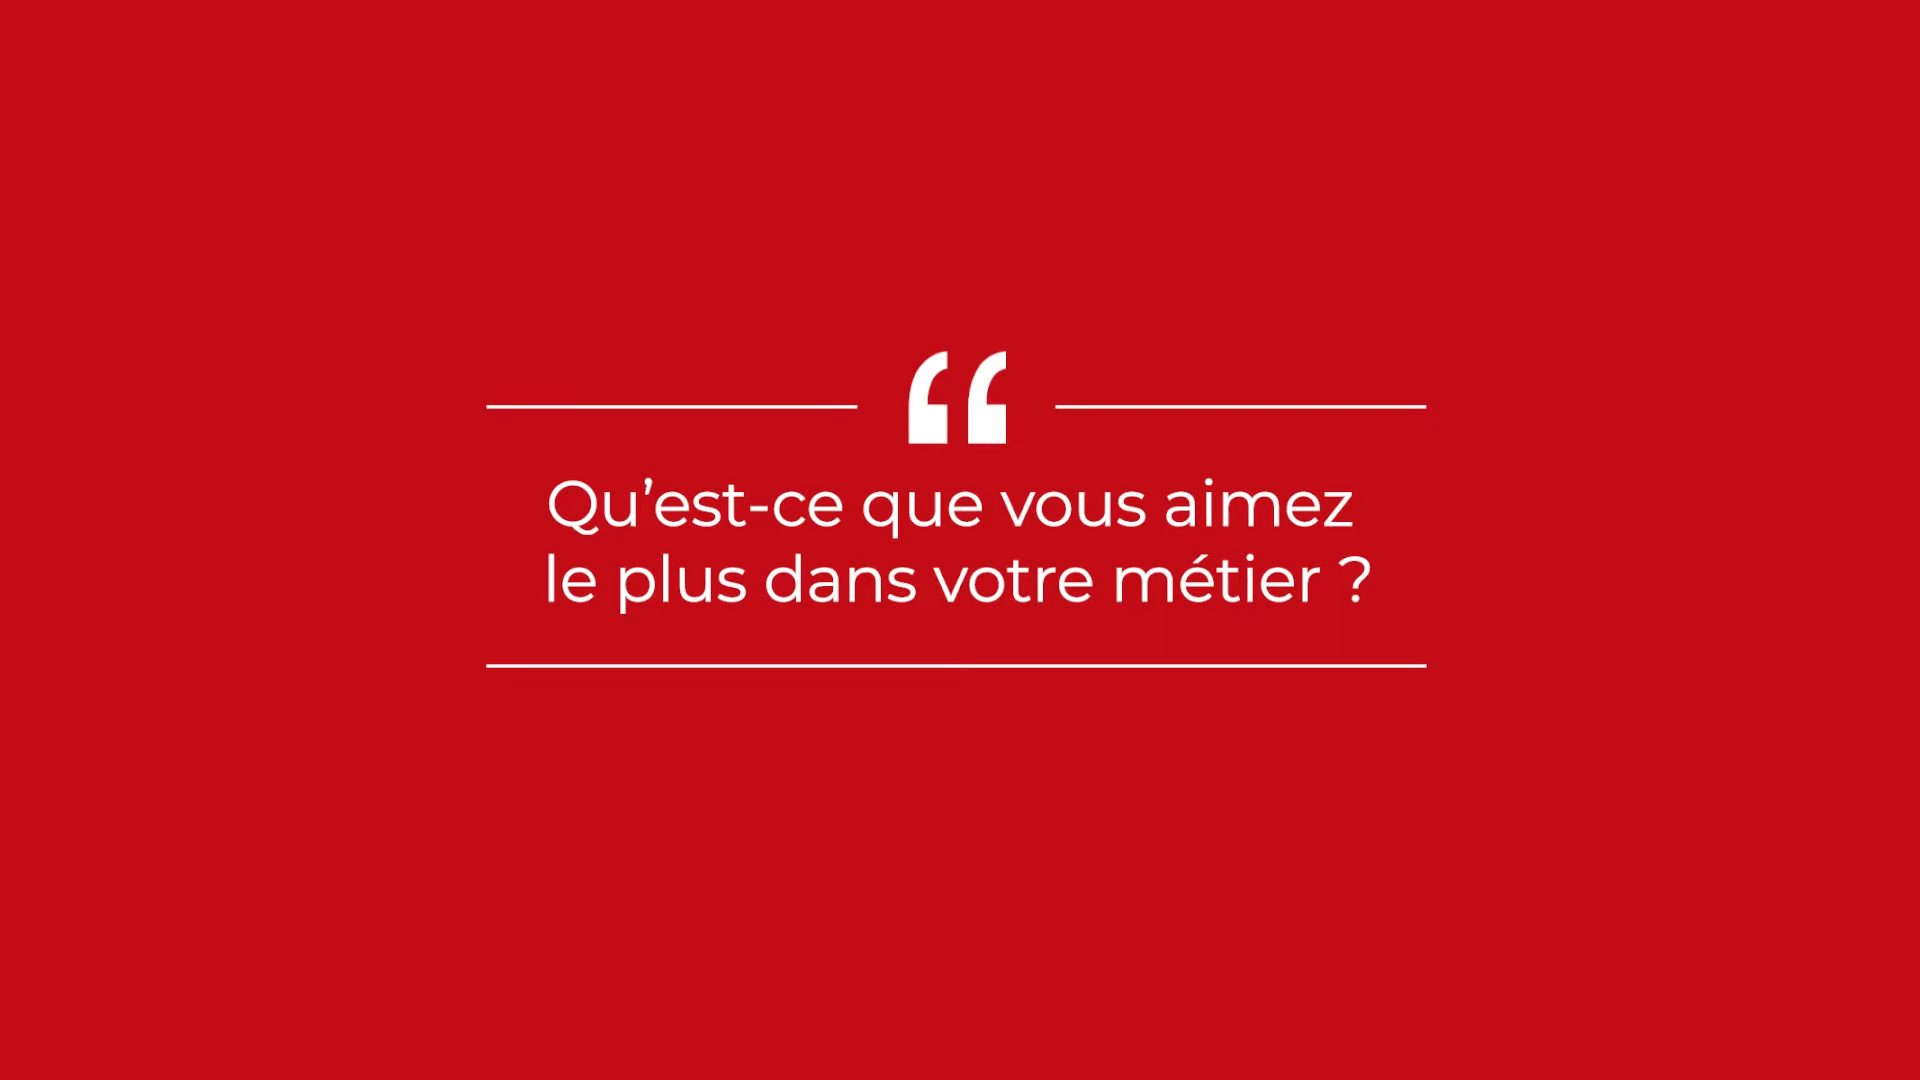 “
Qu’est-ce que vous aimez
le plus dans votre métier ?